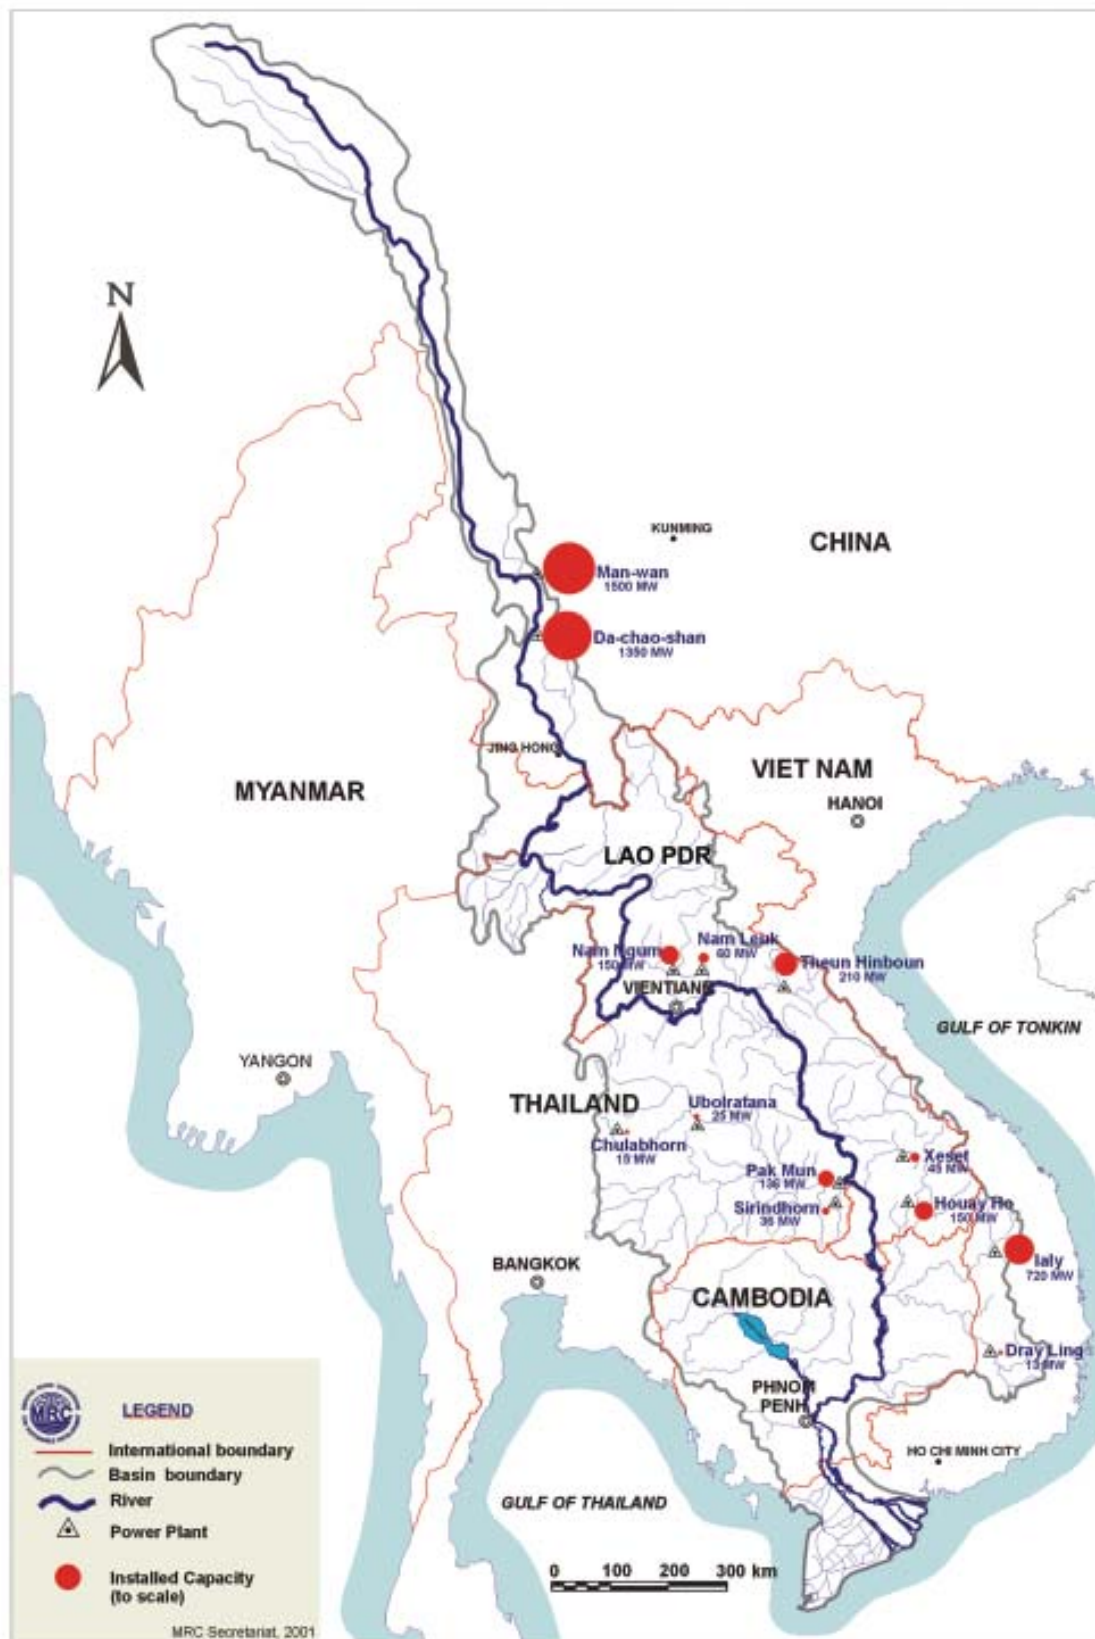 N
KUNMING
CHINA
Man-wan
1500 MW
Da-chao-shan
1350 MW
JING HONG
VIET NAM
MYANMAR
HANOI
LAO PDR
Nam Ngum
150 MW
Nam Leuk
60 MW
Theun Hinboun
210 MW
VIENTIANE
GULF OF TONKIN
YANGON
THAILAND
Ubolratana
25 MW
Chulabhorn
15 MW
Pak Mun
136 MW
Xeset
45 MW
Sirindhorn
36 MW
Houay Ho
150 MW
BANGKOK
Ialy
720 MW
CAMBODIA
Dray Ling
13 MW
PHNOM
PENH
HO CHI MINH CITY
GULF OF THAILAND
0 100 200 300 km
MRC
LEGEND
International boundary
Basin boundary
River
Power Plant
Installed Capacity
(to scale)
MRC Secretariat, 2001